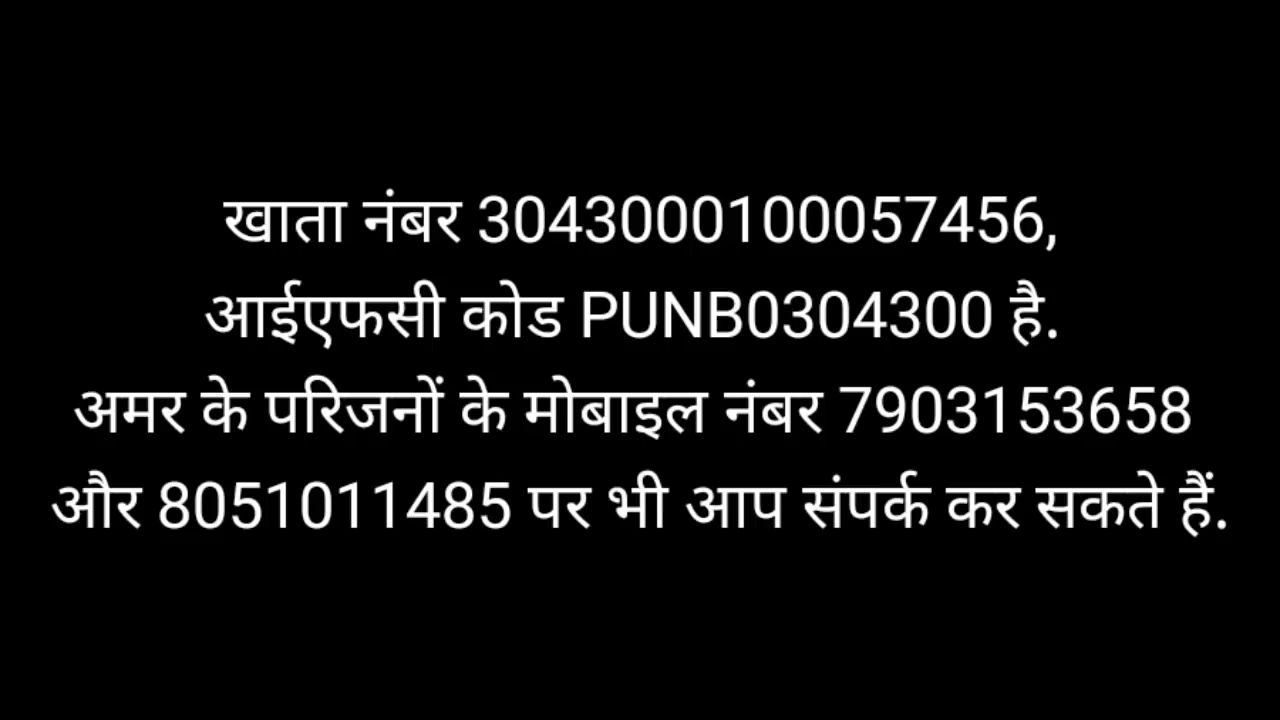 खाता नंबर 3043000100057456,
आईएफसी कोड PUNB0304300 है.
अमर के परिजनों के मोबाइल नंबर 7903153658
और 8051011485 पर भी आप संपर्क कर सकते हैं.